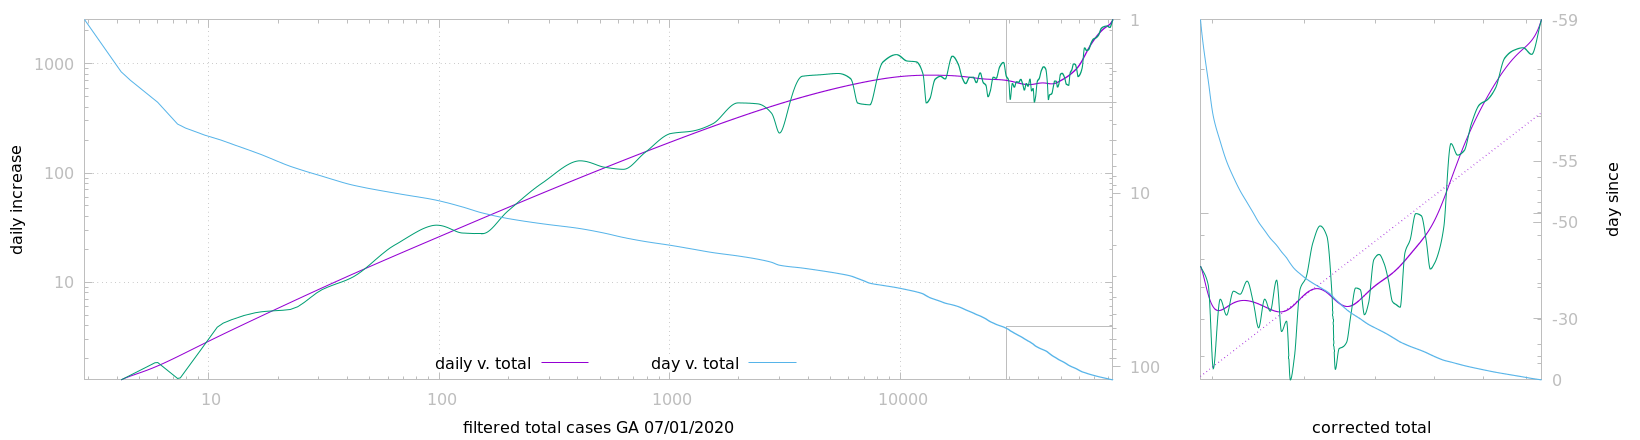 1
-59
1000
daily increase
100
-55
10
-50
day since
10
-30
daily v. total
day v. total
100
0
10
100
1000
10000
filtered total cases GA 07/01/2020
corrected total